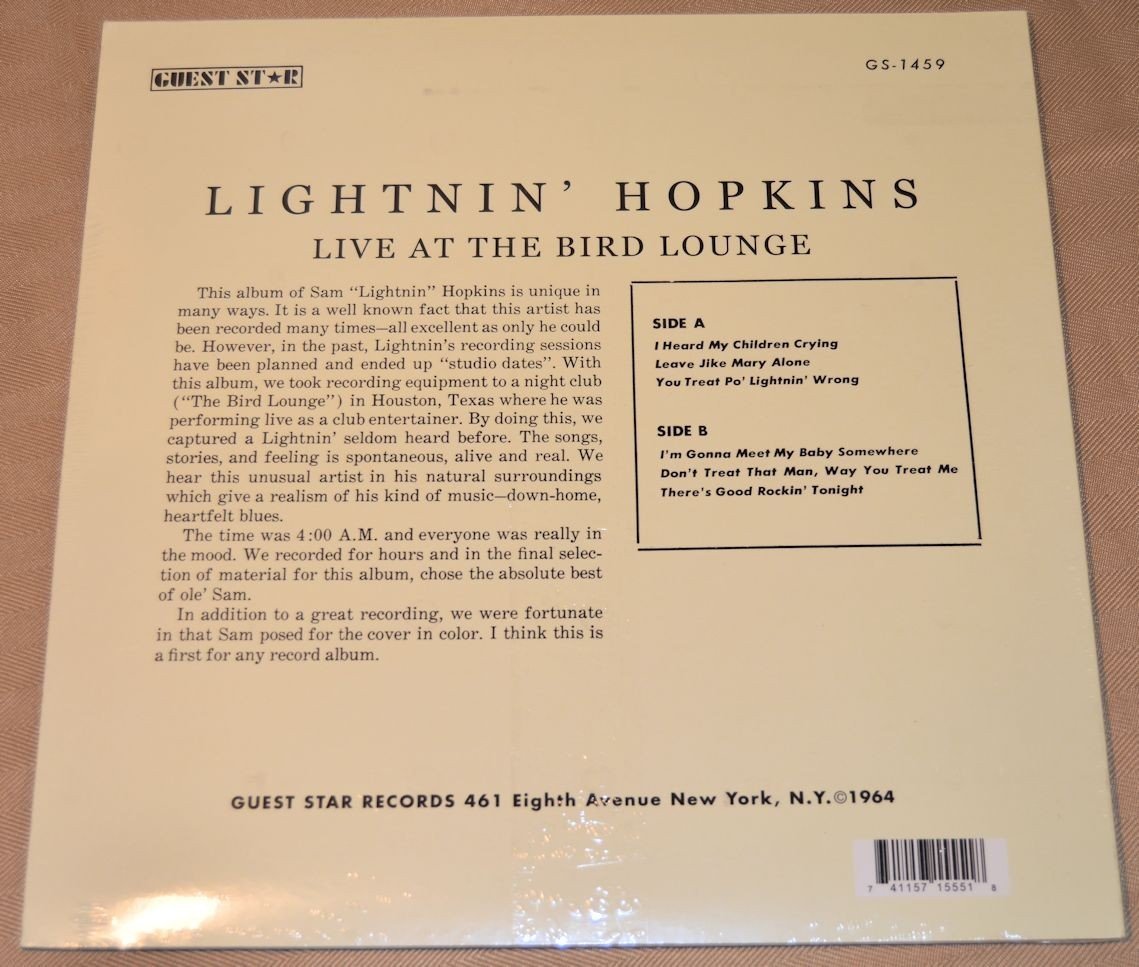 GUEST ST★R
GS-1459
LIGHTNIN' HOPKINS
LIVE AT THE BIRD LOUNGE
This album of Sam "Lightnin" Hopkins is unique in
many ways. It is a well known fact that this artist has
been recorded many times—all excellent as only he could
be. However, in the past, Lightnin's recording sessions
have been planned and ended up "studio dates". With
this album, we took recording equipment to a night club
("The Bird Lounge") in Houston, Texas where he was
performing live as a club entertainer. By doing this, we
captured a Lightnin' seldom heard before. The songs,
stories, and feeling is spontaneous, alive and real. We
hear this unusual artist in his natural surroundings
which give a realism of his kind of music—down-home,
heartfelt blues.
The time was 4:00 A.M. and everyone was really in
the mood. We recorded for hours and in the final selec-
tion of material for this album, chose the absolute best
of ole' Sam.
In addition to a great recording, we were fortunate
in that Sam posed for the cover in color. I think this is
a first for any record album.
SIDE A
I Heard My Children Crying
Leave Jike Mary Alone
You Treat Po' Lightnin' Wrong
SIDE B
I'm Gonna Meet My Baby Somewhere
Don't Treat That Man, Way You Treat Me
There's Good Rockin' Tonight
GUEST STAR RECORDS 461 Eighth Avenue New York, N.Y.©1964
7 41157 15551 8